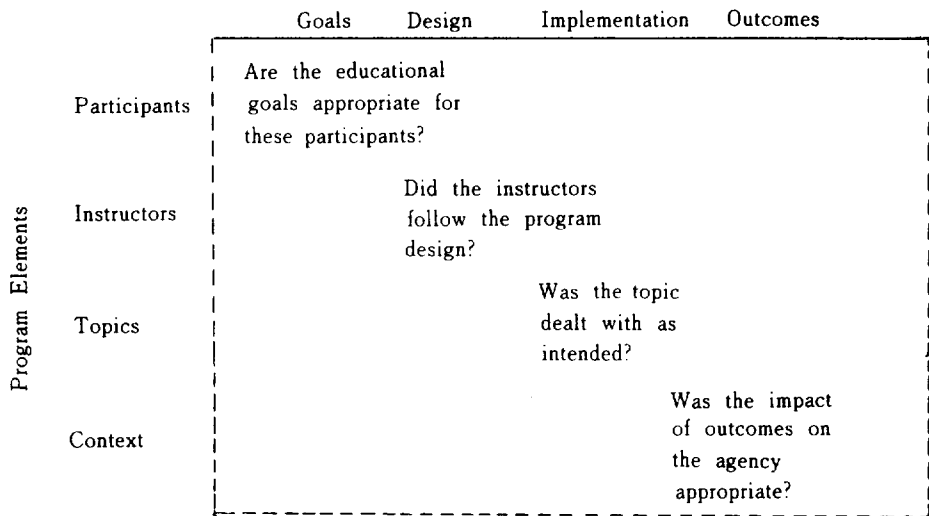 Goals Design Implementation Outcomes
Are the educational
Participants goals appropriate for
these participants?
Did the instructors
Instructors follow the program
design?
Was the topic
Topics dealt with as
intended?
Was the impact
Context of outcomes on
the agency
appropriate?
Program Elements